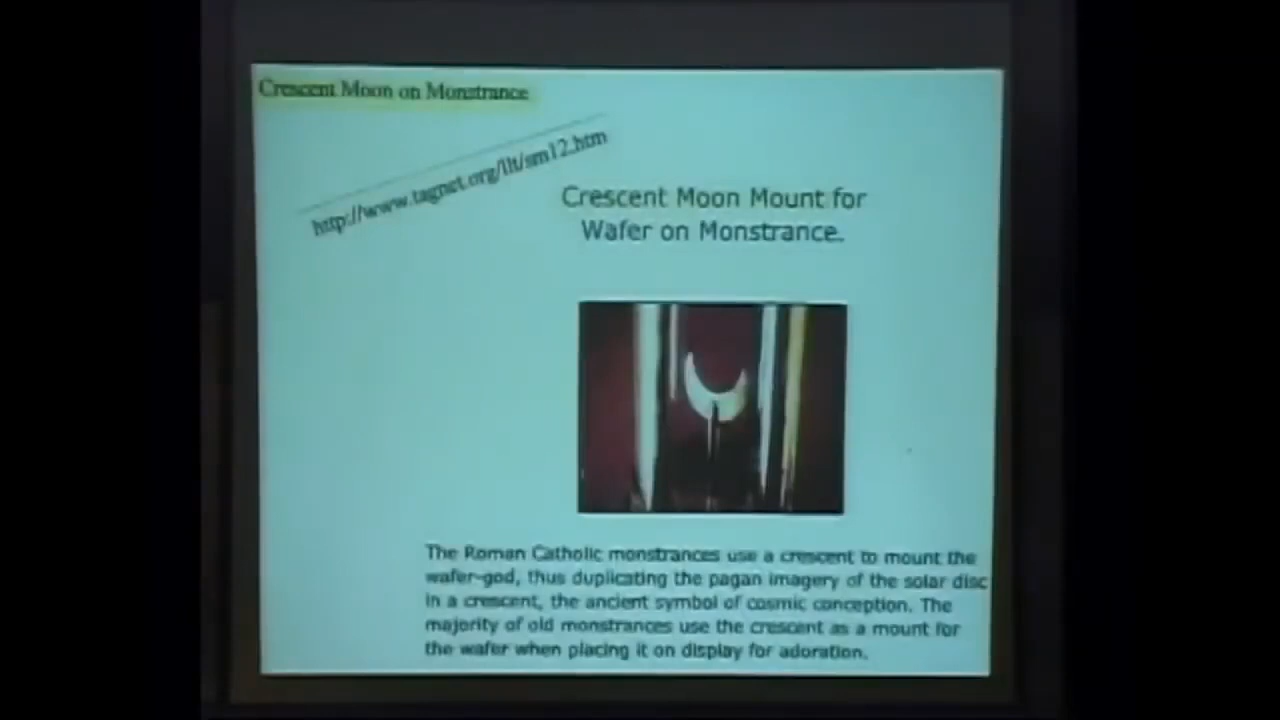 Crescent Moon on Monstrance
http://www.tagnet.org/llt/sm12.htm
Crescent Moon Mount for
Wafer on Monstrance.
The Roman Catholic monstrances use a crescent to mount the
wafer-god, thus duplicating the pagan imagery of the solar disc
in a crescent, the ancient symbol of cosmic conception. The
majority of old monstrances use the crescent as a mount for
the wafer when placing it on display for adoration.